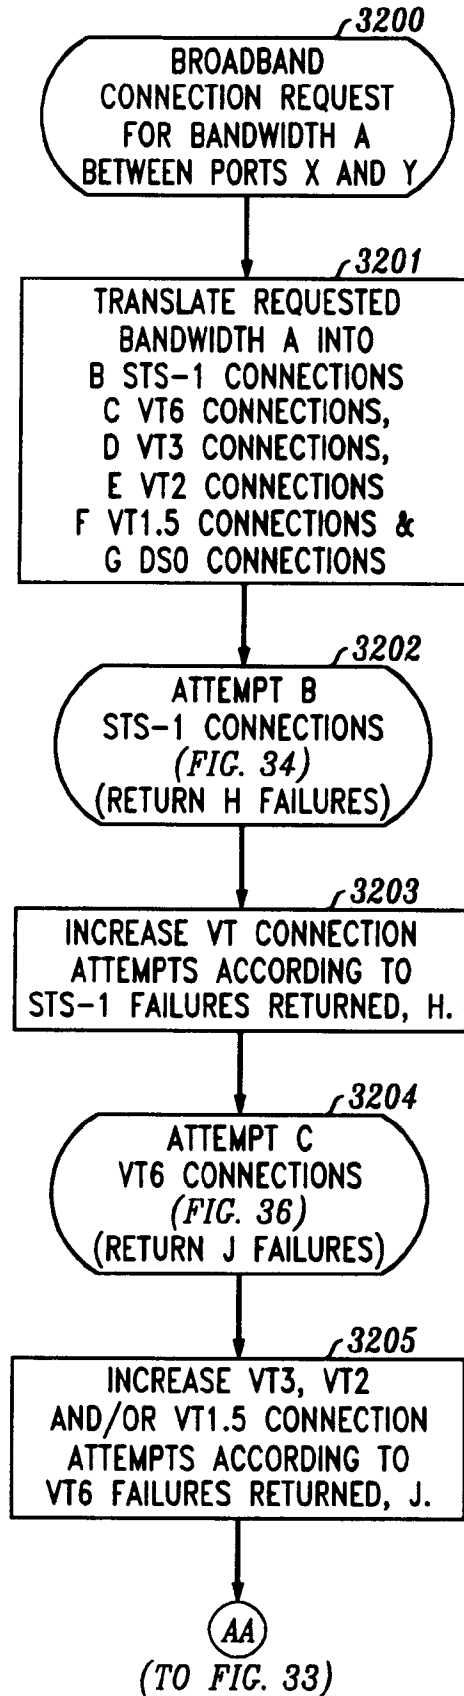 3200
BROADBAND
CONNECTION REQUEST
FOR BANDWIDTH A
BETWEEN PORTS X AND Y
3201
TRANSLATE REQUESTED
BANDWIDTH A INTO
B STS-1 CONNECTIONS
C VT6 CONNECTIONS,
D VT3 CONNECTIONS,
E VT2 CONNECTIONS
F VT1.5 CONNECTIONS &
G DS0 CONNECTIONS
3202
ATTEMPT B
STS-1 CONNECTIONS
(FIG. 34)
(RETURN H FAILURES)
3203
INCREASE VT CONNECTION
ATTEMPTS ACCORDING TO
STS-1 FAILURES RETURNED, H.
3204
ATTEMPT C
VT6 CONNECTIONS
(FIG. 36)
(RETURN J FAILURES)
3205
INCREASE VT3, VT2
AND/OR VT1.5 CONNECTION
ATTEMPTS ACCORDING TO
VT6 FAILURES RETURNED, J.
AA
(TO FIG. 33)